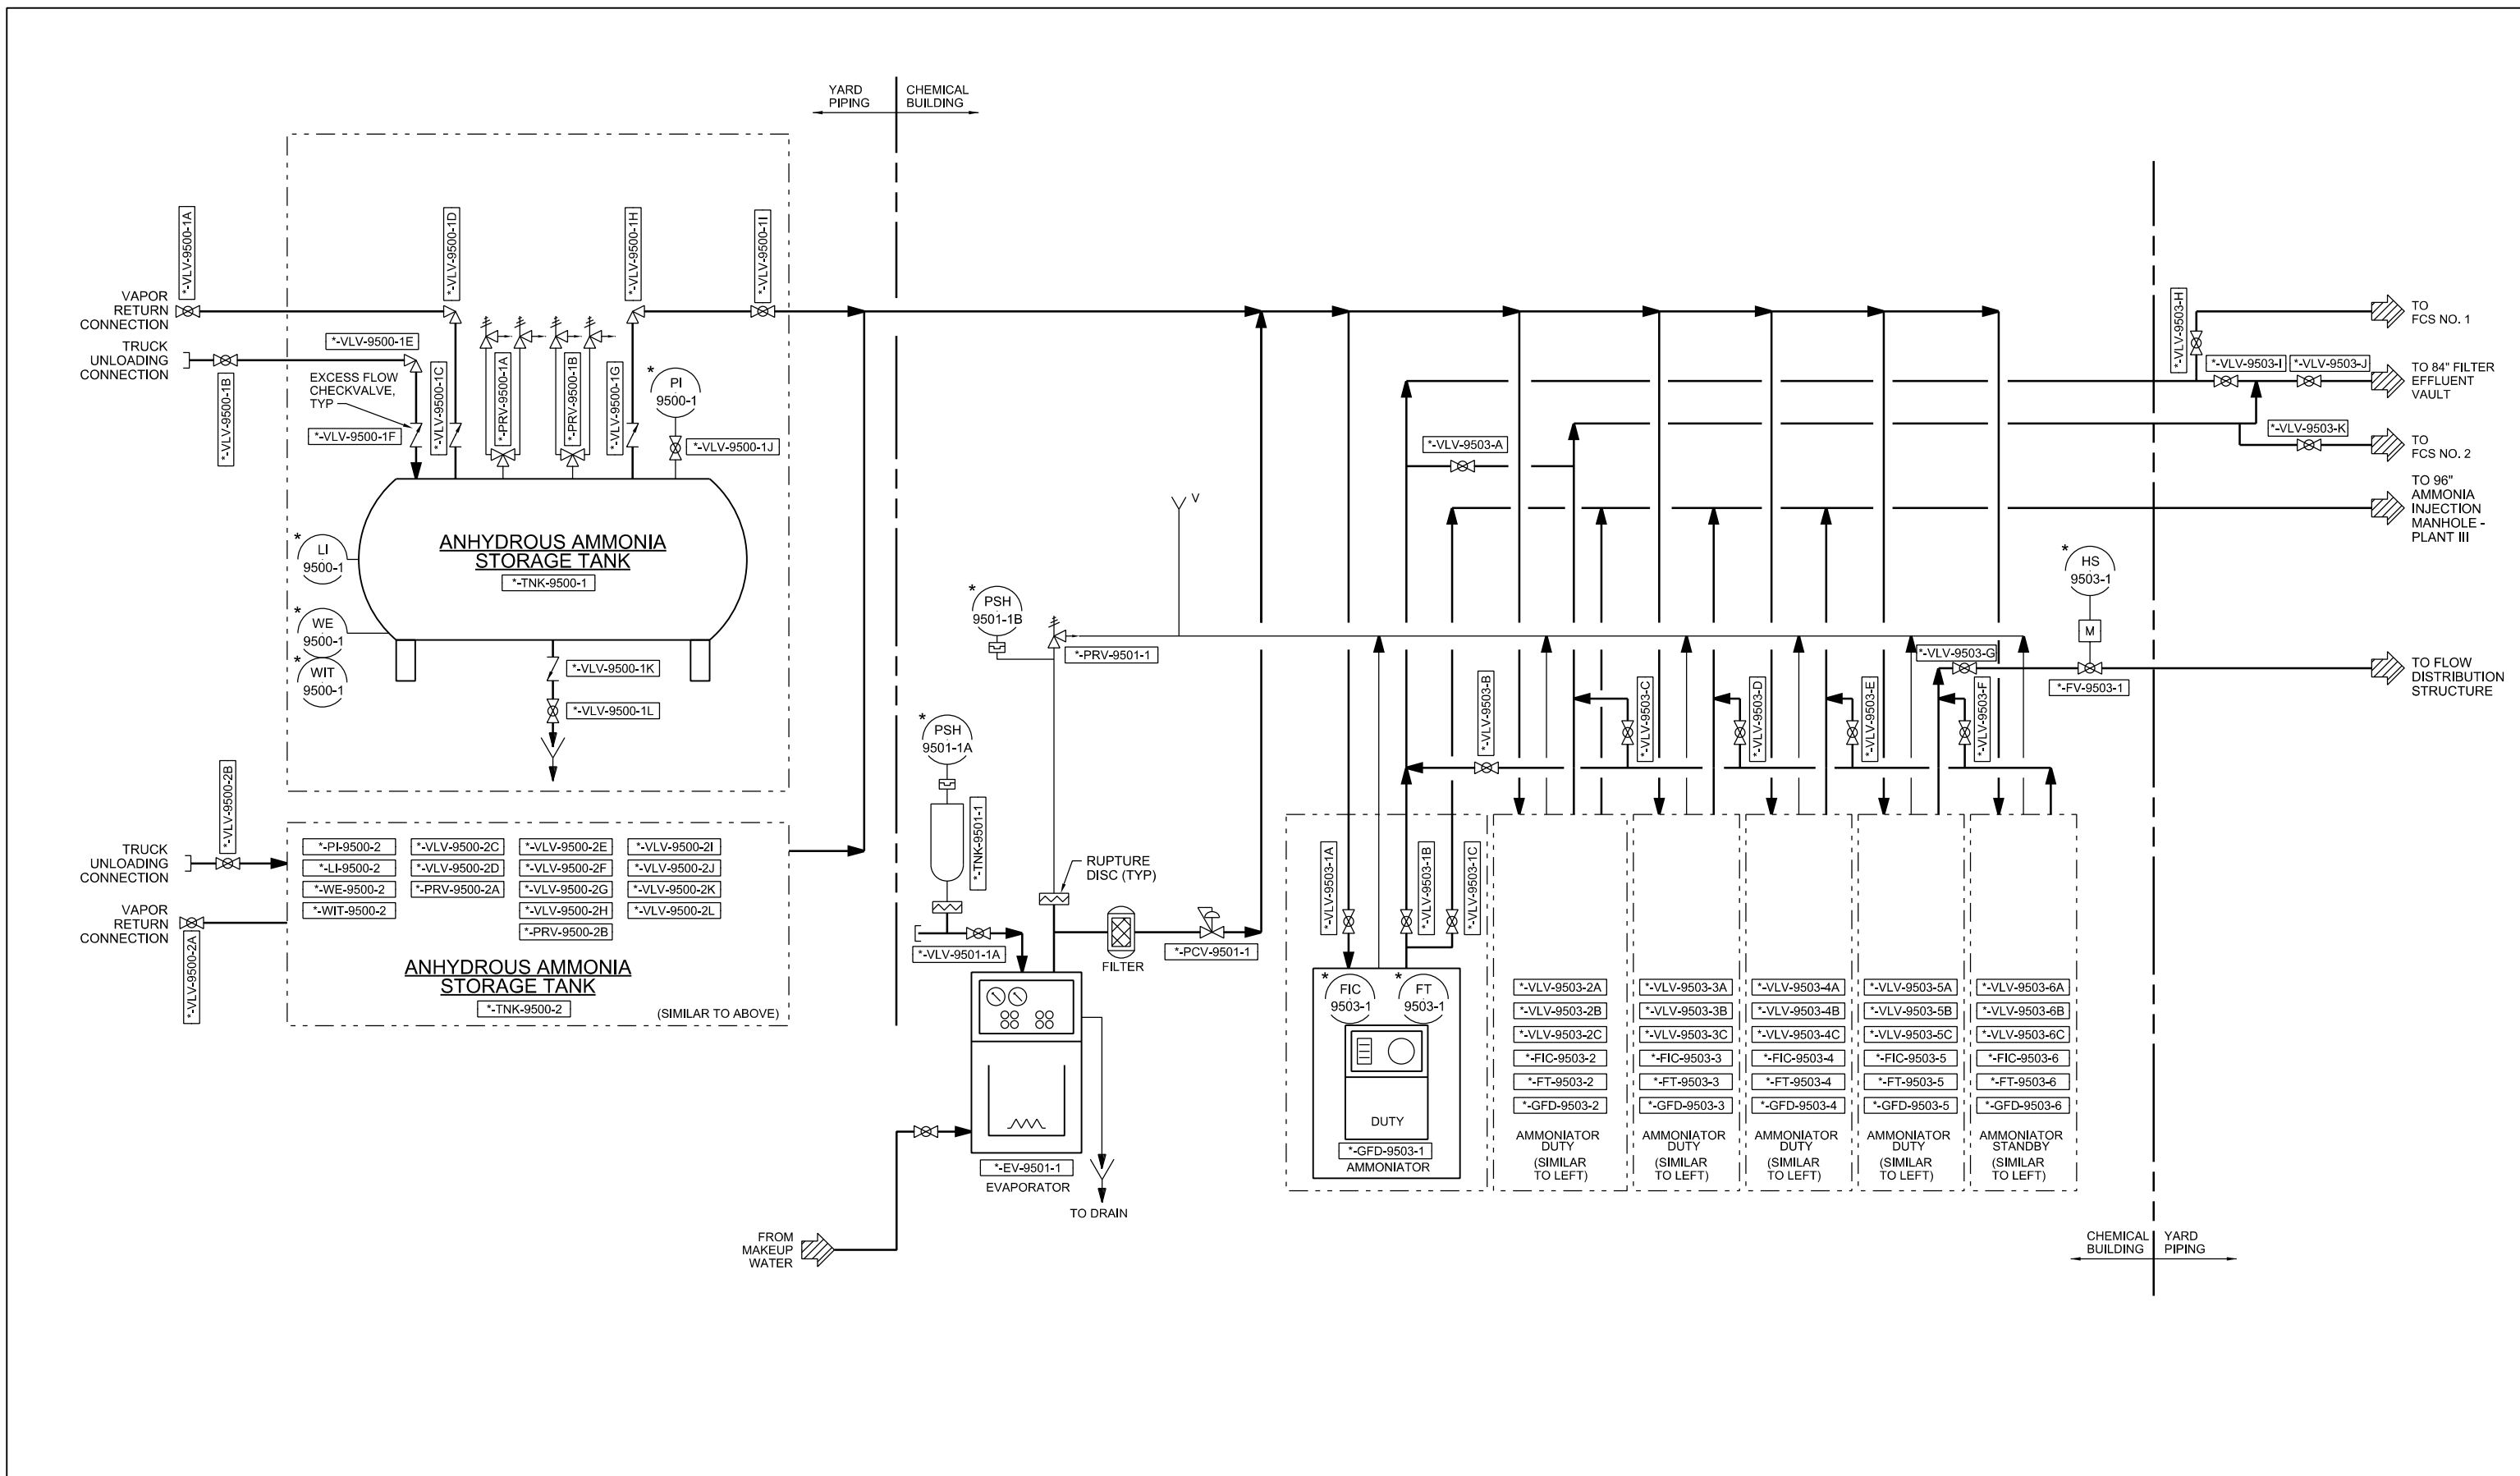 YARD
PIPING
CHEMICAL
BUILDING
*-VLV-9500-1A
*-VLV-9500-1D
*-VLV-9500-1H
*-VLV-9500-1I
VAPOR
RETURN
CONNECTION
TRUCK
UNLOADING
CONNECTION
*-VLV-9500-1B
*-VLV-9500-1E
EXCESS FLOW
CHECKVALVE,
TYP
*-VLV-9500-1F
*-VLV-9500-1C
*-PRV-9500-1A
*-PRV-9500-1B
*-VLV-9500-1G
*
PI
9500-1
*-VLV-9500-1J
*
LI
9500-1
ANHYDROUS AMMONIA
STORAGE TANK
*-TNK-9500-1
*
WE
9500-1
*
WIT
9500-1
*-VLV-9500-1K
*-VLV-9500-1L
*-VLV-9500-2B
TRUCK
UNLOADING
CONNECTION
VAPOR
RETURN
CONNECTION
*-VLV-9500-2A
*-PI-9500-2
*-VLV-9500-2C
*-VLV-9500-2E
*-VLV-9500-2I
*-LI-9500-2
*-VLV-9500-2D
*-VLV-9500-2F
*-VLV-9500-2J
*-WE-9500-2
*-PRV-9500-2A
*-VLV-9500-2G
*-VLV-9500-2K
*-WIT-9500-2
*-VLV-9500-2H
*-VLV-9500-2L
*-PRV-9500-2B
ANHYDROUS AMMONIA
STORAGE TANK
*-TNK-9500-2
(SIMILAR TO ABOVE)
*
PSH
9501-1B
*-PRV-9501-1
V
*
PSH
9501-1A
*-TNK-9501-1
RUPTURE
DISC (TYP)
*-VLV-9501-1A
FILTER
*-PCV-9501-1
*-EV-9501-1
EVAPORATOR
TO DRAIN
FROM
MAKEUP
WATER
*-VLV-9503-A
*-VLV-9503-B
*-VLV-9503-C
*-VLV-9503-D
*-VLV-9503-E
*-VLV-9503-F
*-VLV-9503-G
*
HS
9503-1
M
*-FV-9503-1
*-VLV-9503-H
*-VLV-9503-I
*-VLV-9503-J
*-VLV-9503-K
TO
FCS NO. 1
TO 84" FILTER
EFFLUENT
VAULT
TO
FCS NO. 2
TO 96"
AMMONIA
INJECTION
MANHOLE -
PLANT III
TO FLOW
DISTRIBUTION
STRUCTURE
*-VLV-9503-1A
*-VLV-9503-1B
*-VLV-9503-1C
*
FIC
9503-1
*
FT
9503-1
DUTY
*-GFD-9503-1
AMMONIATOR
*-VLV-9503-2A
*-VLV-9503-2B
*-VLV-9503-2C
*-FIC-9503-2
*-FT-9503-2
*-GFD-9503-2
AMMONIATOR
DUTY
(SIMILAR
TO LEFT)
*-VLV-9503-3A
*-VLV-9503-3B
*-VLV-9503-3C
*-FIC-9503-3
*-FT-9503-3
*-GFD-9503-3
AMMONIATOR
DUTY
(SIMILAR
TO LEFT)
*-VLV-9503-4A
*-VLV-9503-4B
*-VLV-9503-4C
*-FIC-9503-4
*-FT-9503-4
*-GFD-9503-4
AMMONIATOR
DUTY
(SIMILAR
TO LEFT)
*-VLV-9503-5A
*-VLV-9503-5B
*-VLV-9503-5C
*-FIC-9503-5
*-FT-9503-5
*-GFD-9503-5
AMMONIATOR
DUTY
(SIMILAR
TO LEFT)
*-VLV-9503-6A
*-VLV-9503-6B
*-VLV-9503-6C
*-FIC-9503-6
*-FT-9503-6
*-GFD-9503-6
AMMONIATOR
STANDBY
(SIMILAR
TO LEFT)
CHEMICAL
BUILDING
YARD
PIPING